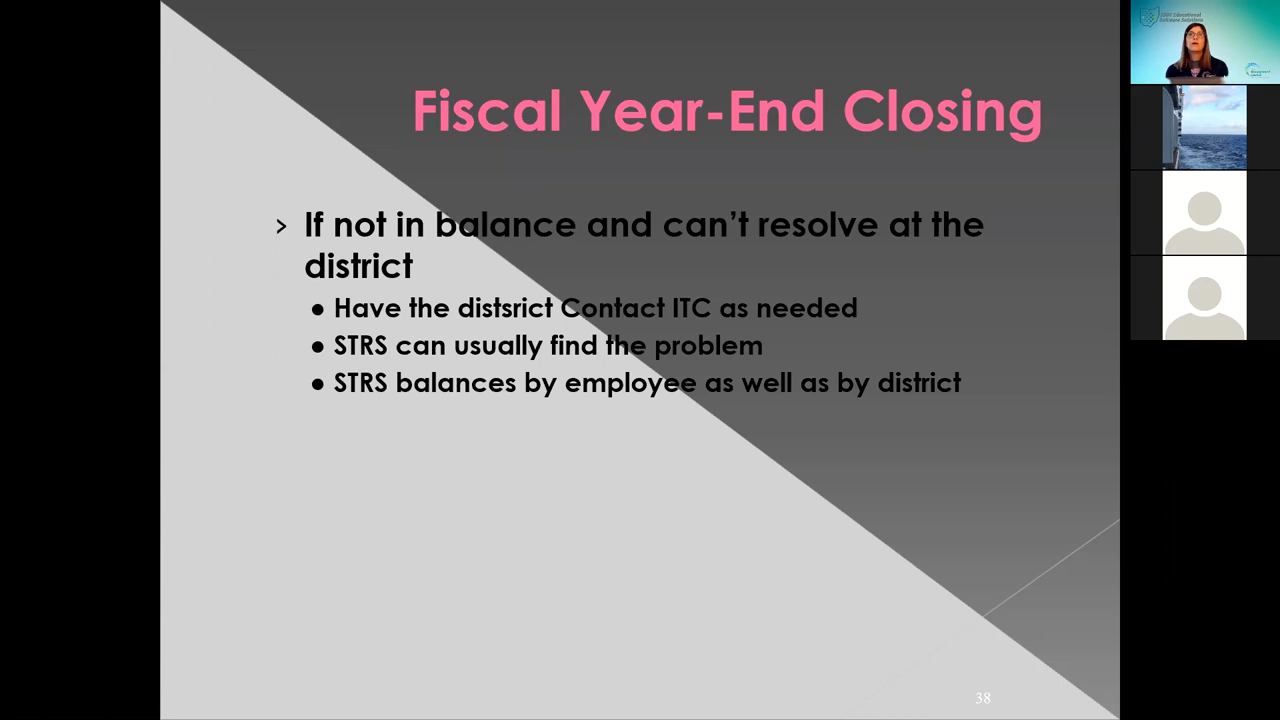 Fiscal Year-End Closing
› If not in balance and can’t resolve at the
district
● Have the distsrict Contact ITC as needed
● STRS can usually find the problem
● STRS balances by employee as well as by district
38